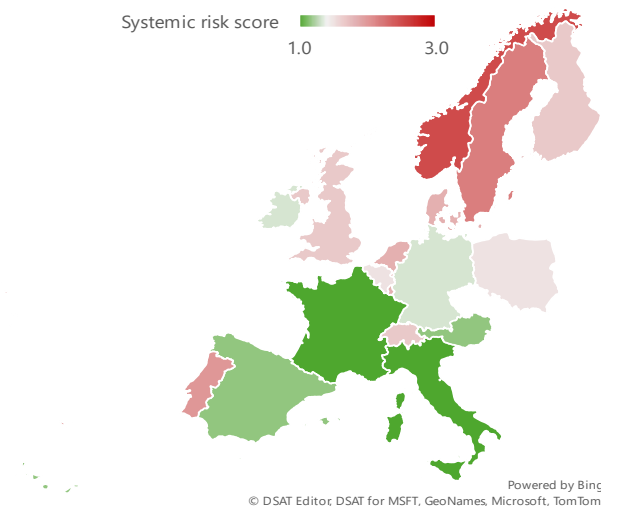 Systemic risk score
1.0 3.0
Powered by Bing
© DSAT Editor, DSAT for MSFT, GeoNames, Microsoft, TomTom